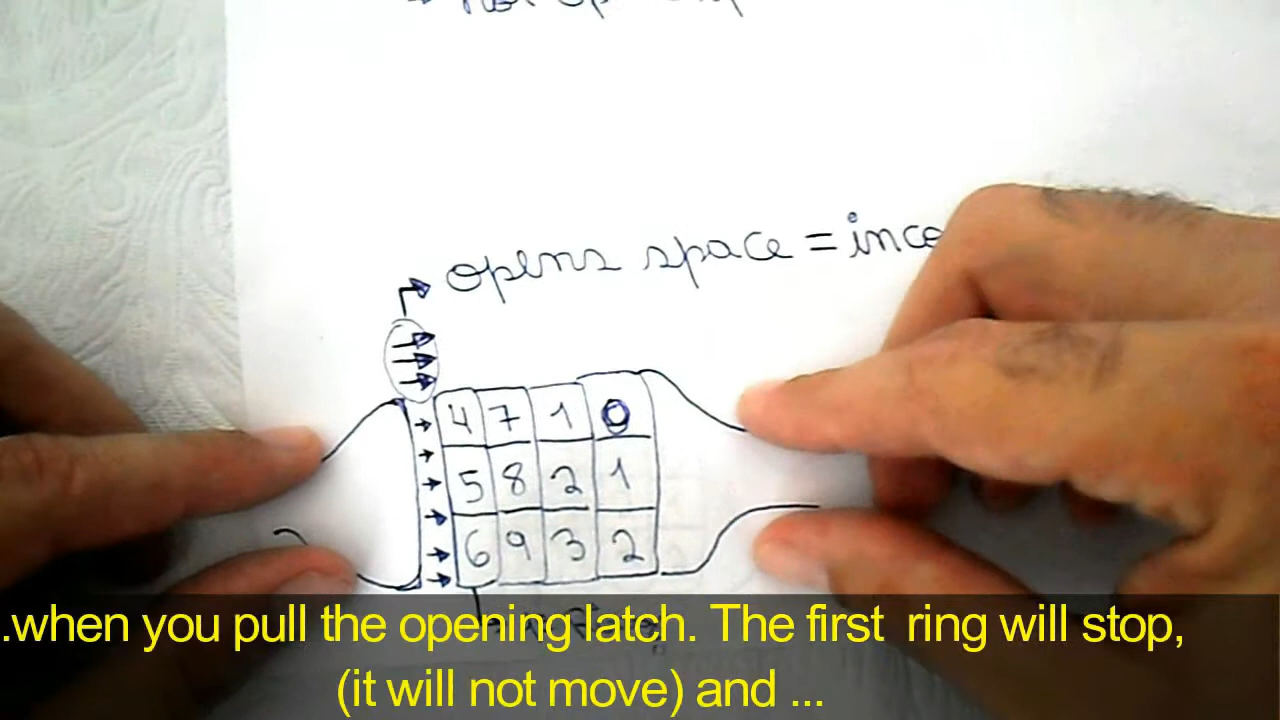 opens space =
4 7 1 0
5 8 2 1
6 9 3 2
.when you pull the opening latch. The first ring will stop,
(it will not move) and ...